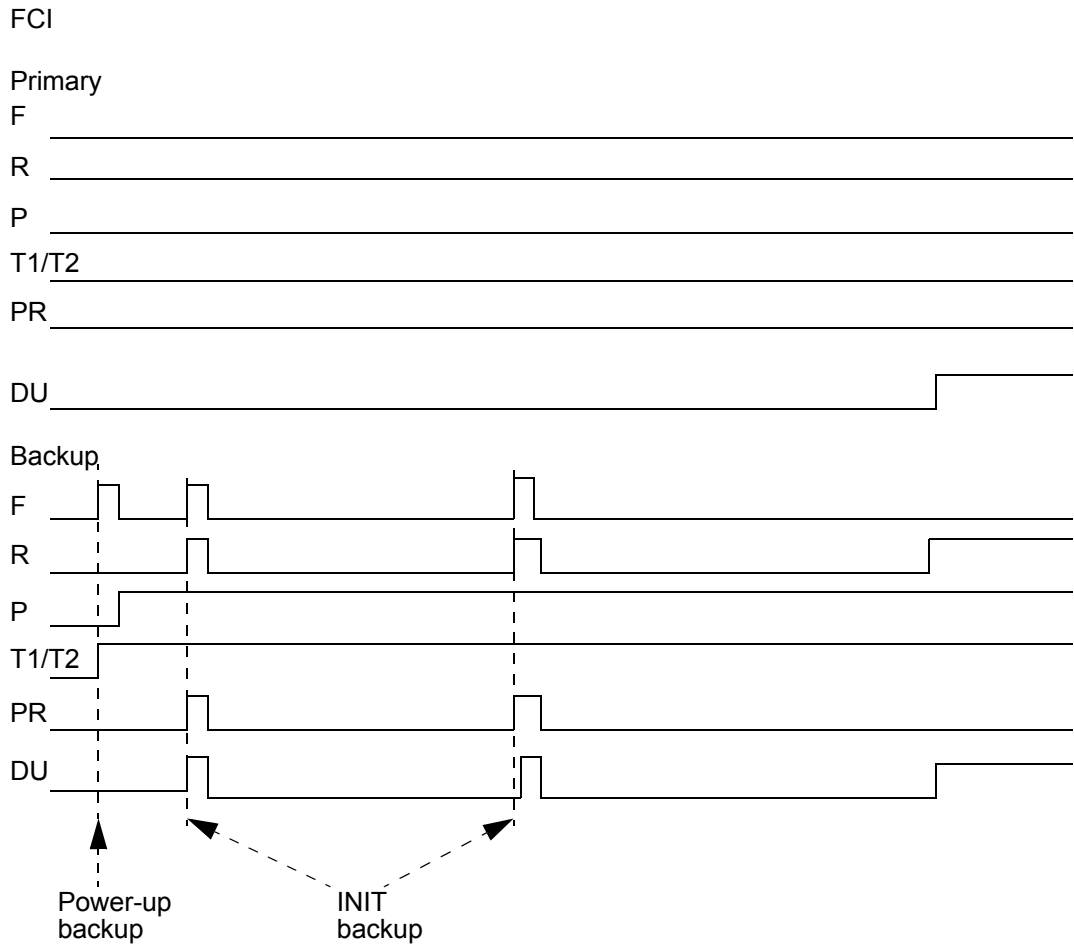 FCI
Primary
F
R
P
T1/T2
PR
DU
Backup
F
R
P
T1/T2
PR
DU
Power-up
backup
INIT
backup